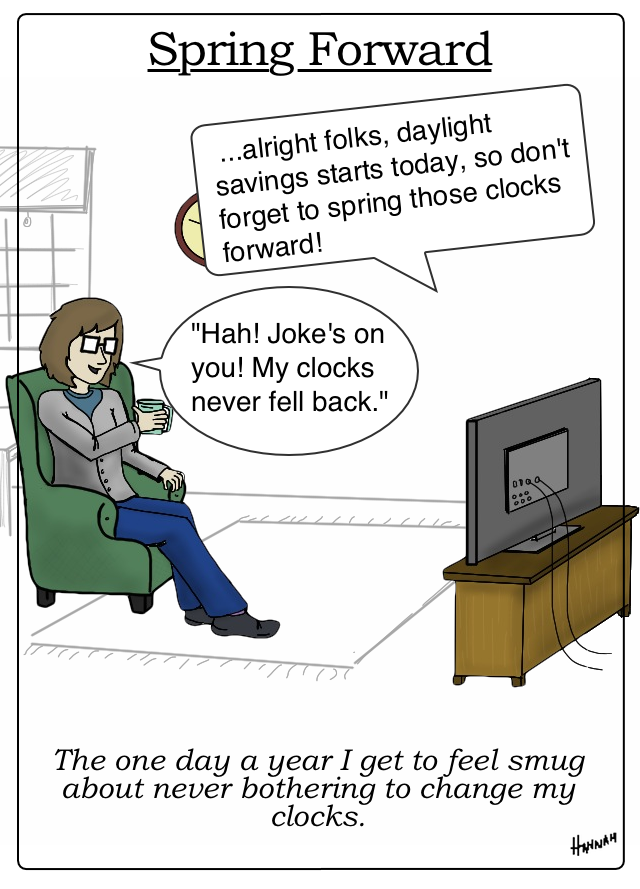 Spring Forward
...alright folks, daylight
savings starts today, so don't
forget to spring those clocks
forward!
"Hah! Joke's on
you! My clocks
never fell back."
The one day a year I get to feel smug
about never bothering to change my
clocks.
HANNAH